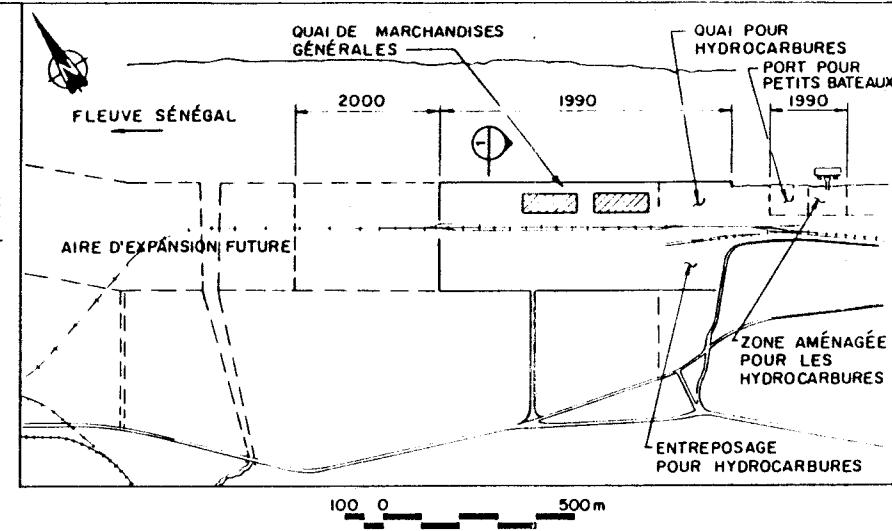 QUAI DE MARCHANDISES
GÉNÉRALES
QUAI POUR
HYDROCARBURES
PORT POUR
PETITS BATEAUX
N
FLEUVE SÉNÉGAL
2000
1990
1990
1
AIRE D'EXPANSION FUTURE
ZONE AMÉNAGÉE
POUR LES
HYDROCARBURES
ENTREPOSAGE
POUR HYDROCARBURES
100 0 500 m